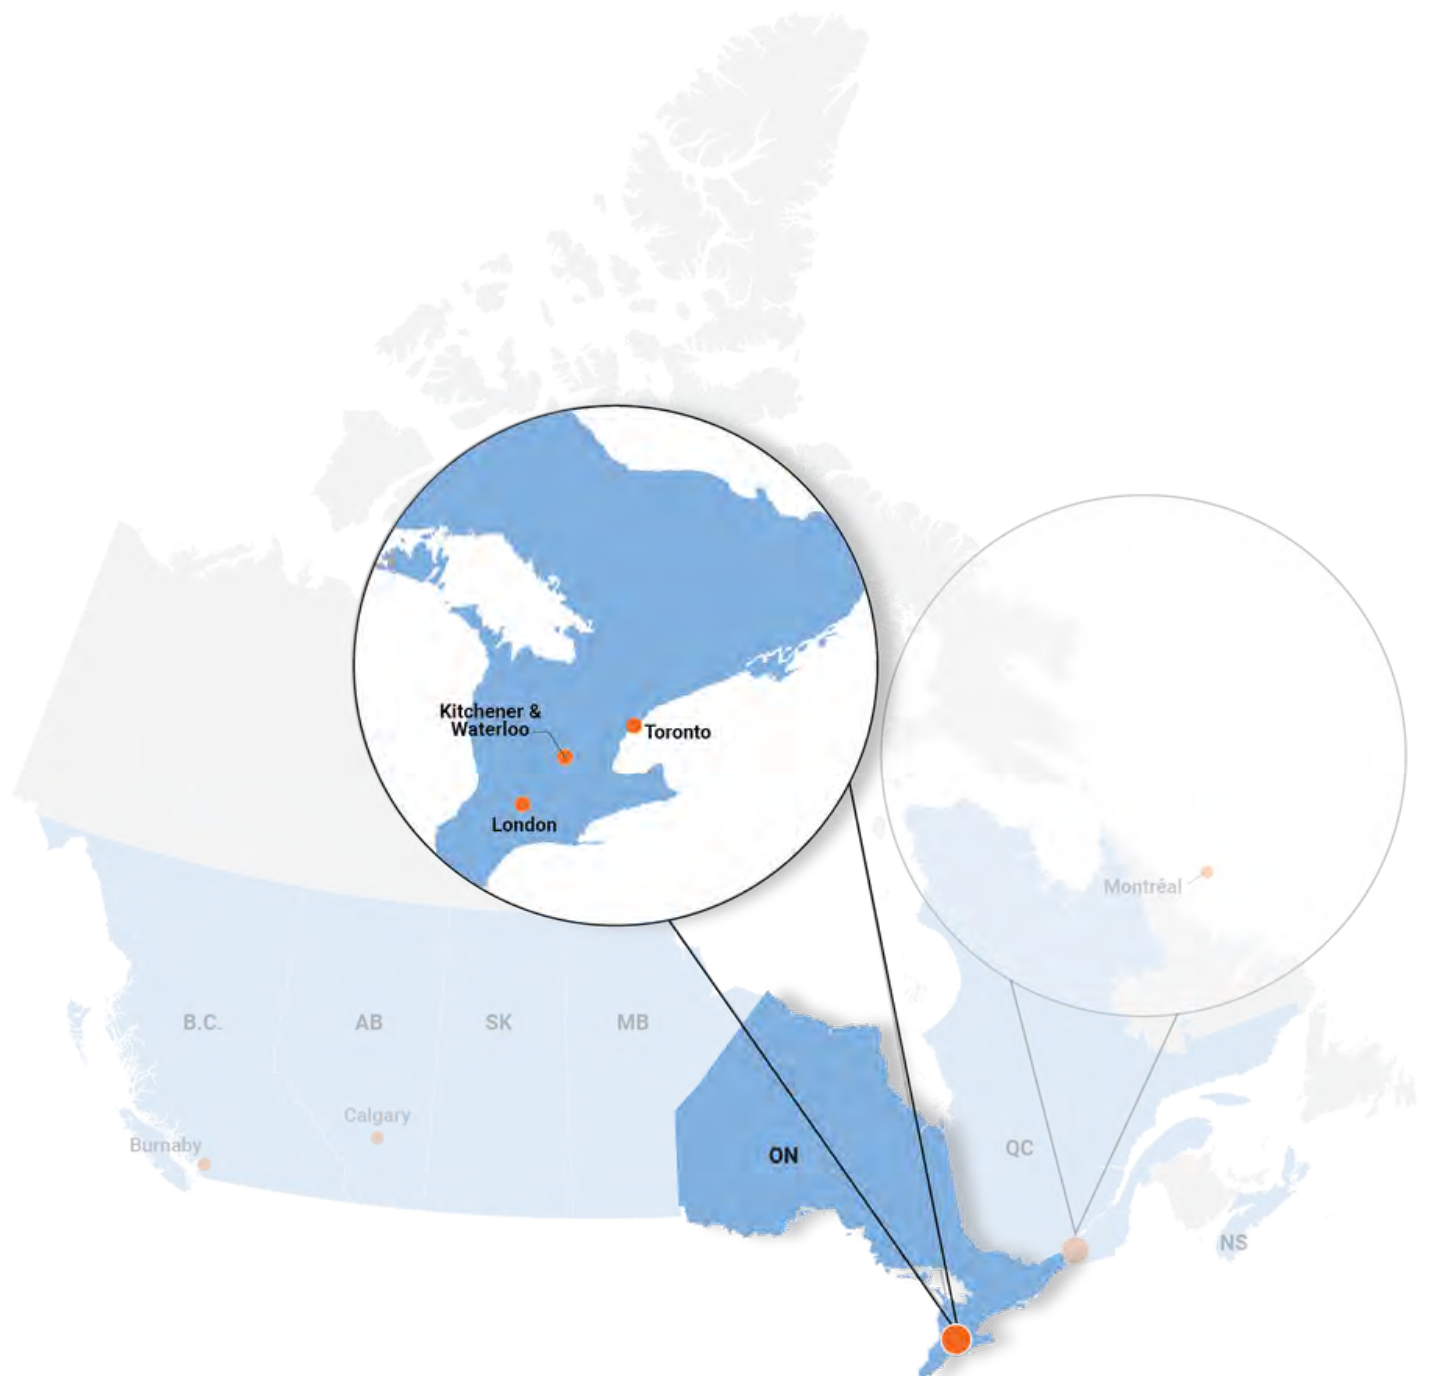 Kitchener &
Waterloo
Toronto
London
Montréal
B.C.
AB
SK
MB
Calgary
Burnaby
ON
QC
NS